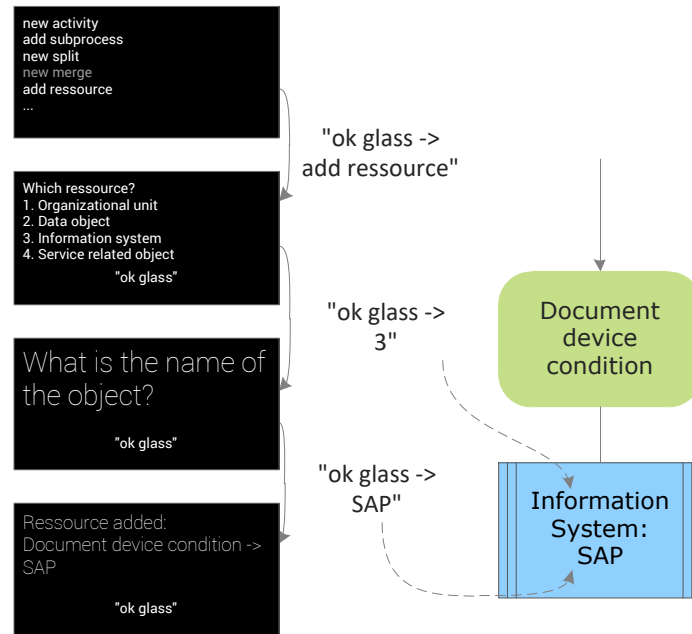 new activity
add subprocess
new split
new merge
add ressource
...
"ok glass ->
add ressource"
Which ressource?
1. Organizational unit
2. Data object
3. Information system
4. Service related object
"ok glass"
"ok glass ->
3"
Document
device
condition
What is the name of
the object?
"ok glass"
"ok glass ->
SAP"
Information
System:
SAP
Ressource added:
Document device condition ->
SAP
"ok glass"